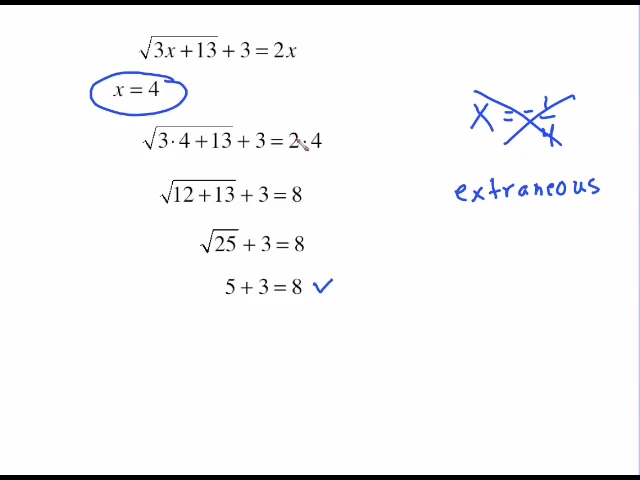 √3x+13 + 3 = 2x
x = 4
x = -1/4
√3·4+13 + 3 = 2·4
extraneous
√12+13 + 3 = 8
√25 + 3 = 8
5 + 3 = 8 ✓